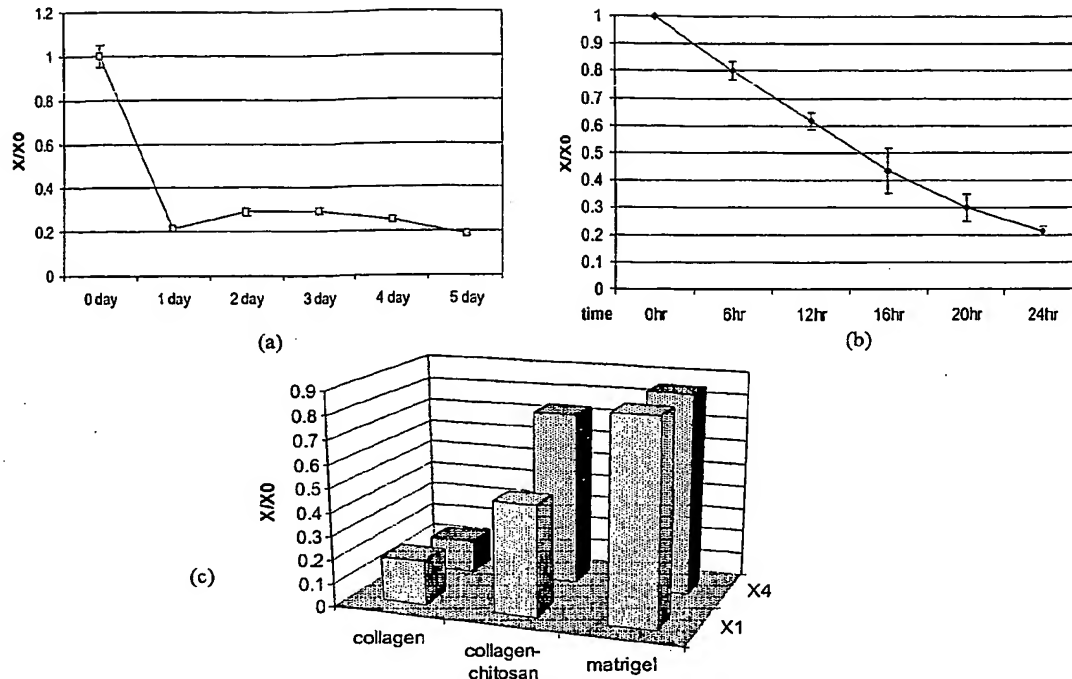 1.2
1
0.8
0.6
0.4
0.2
0
X/X0
0 day 1 day 2 day 3 day 4 day 5 day
(a)
1
0.9
0.8
0.7
0.6
0.5
0.4
0.3
0.2
0.1
0
X/X0
time 0hr 6hr 12hr 16hr 20hr 24hr
(b)
0.9
0.8
0.7
0.6
0.5
0.4
0.3
0.2
0.1
0
X/X0
(c)
collagen
collagen-
chitosan
matrigel
X4
X1